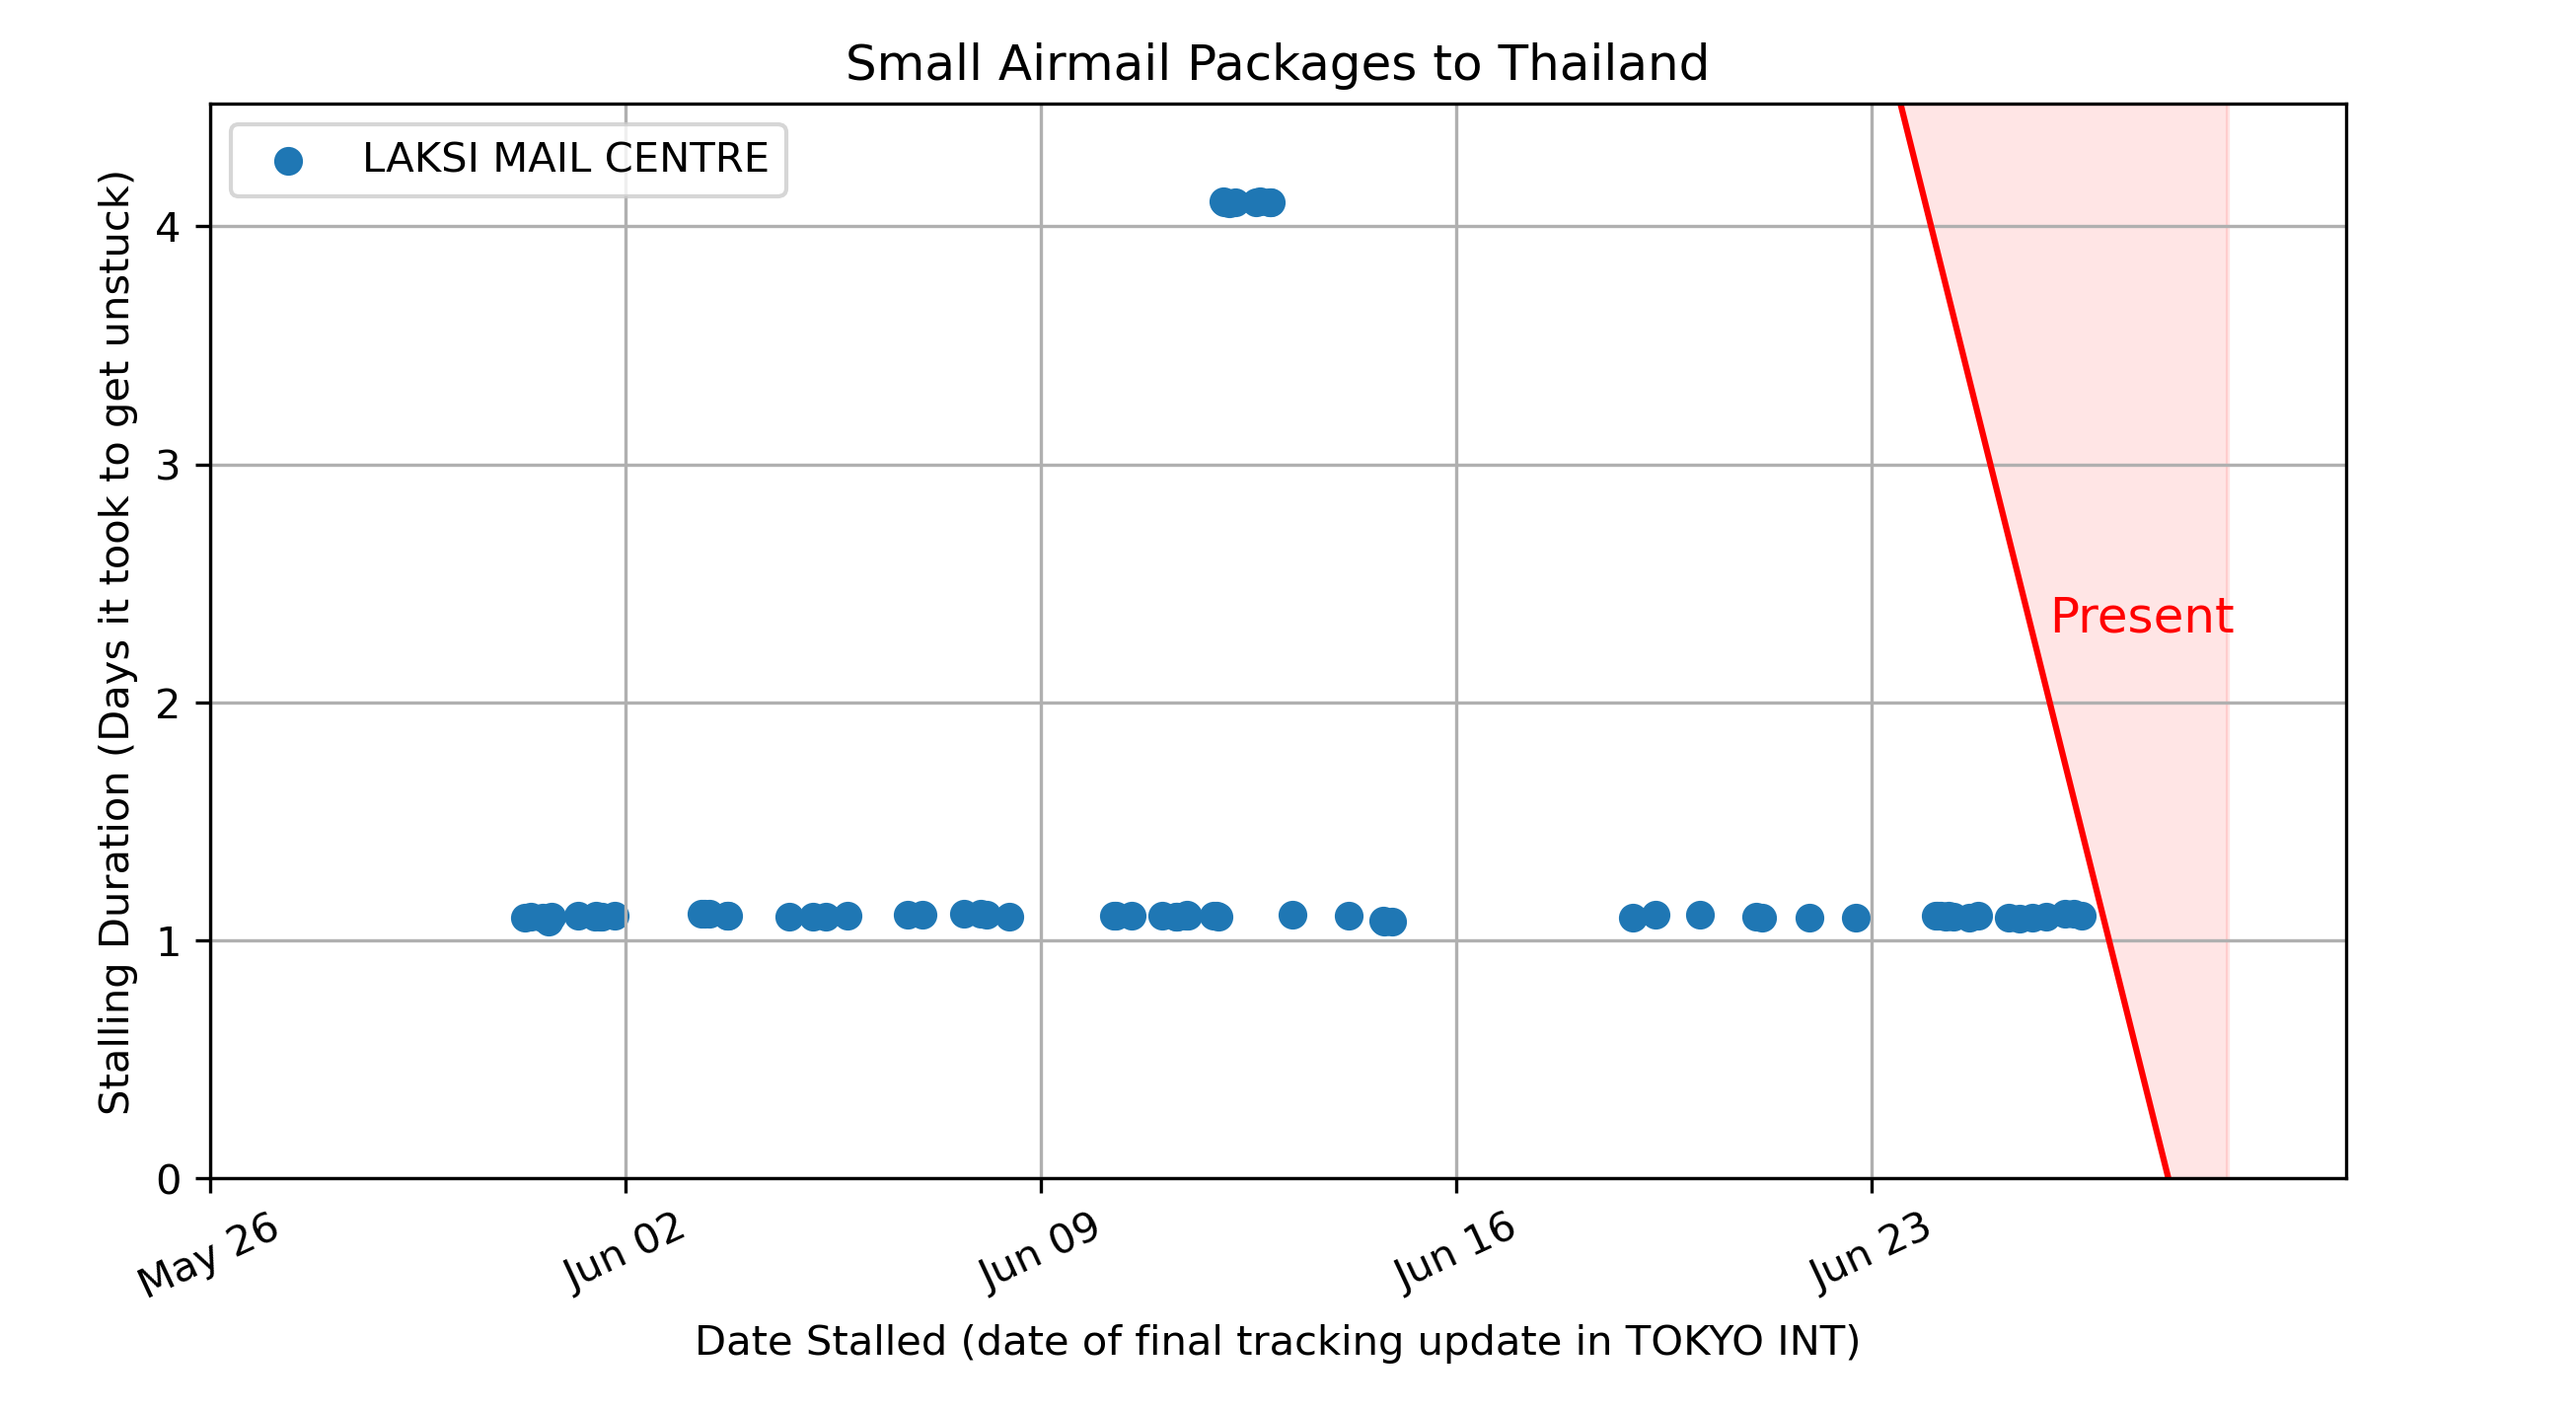 Small Airmail Packages to Thailand
LAKSI MAIL CENTRE
Stalling Duration (Days it took to get unstuck)
4
3
2
1
0
Present
May 26
Jun 02
Jun 09
Jun 16
Jun 23
Date Stalled (date of final tracking update in TOKYO INT)